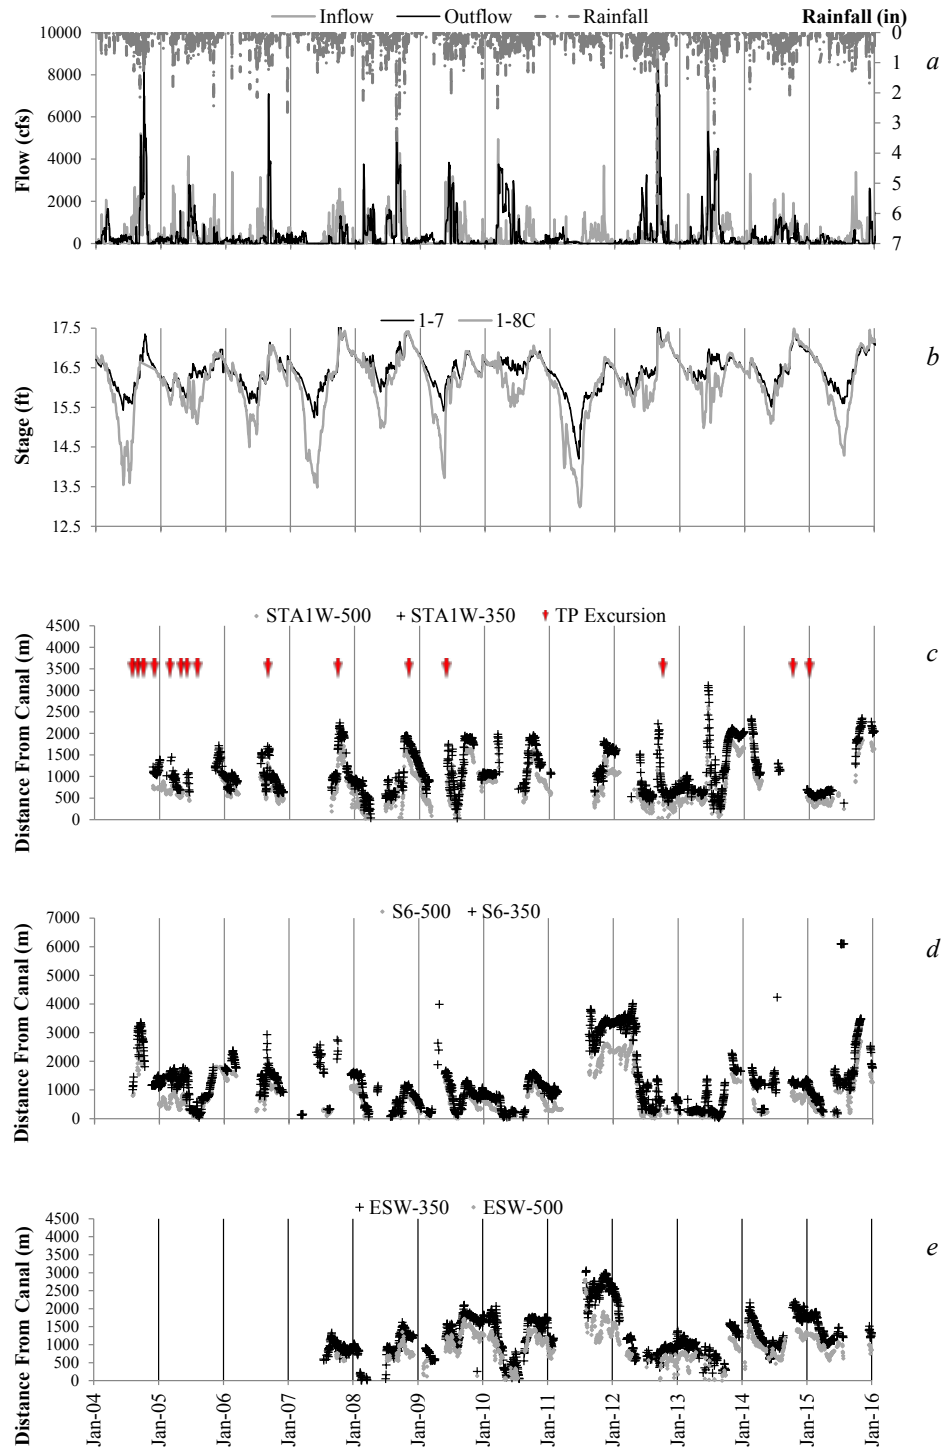 Inflow Outflow Rainfall Rainfall (in)
10000 0
a
1
8000
2
6000
3
4000
4
5
2000
6
0 7
Flow (cfs)
1-7 1-8C
17.5
b
16.5
15.5
14.5
13.5
12.5
Stage (ft)
STA1W-500 STA1W-350 TP Excursion
4500
c
4000
3500
3000
2500
2000
1500
1000
500
0
Distance From Canal (m)
S6-500 S6-350
7000
d
6000
5000
4000
3000
2000
1000
0
Distance From Canal (m)
ESW-350 ESW-500
4500
e
4000
3500
3000
2500
2000
1500
1000
500
0
Distance From Canal (m)
Jan-04 Jan-05 Jan-06 Jan-07 Jan-08 Jan-09 Jan-10 Jan-11 Jan-12 Jan-13 Jan-14 Jan-15 Jan-16